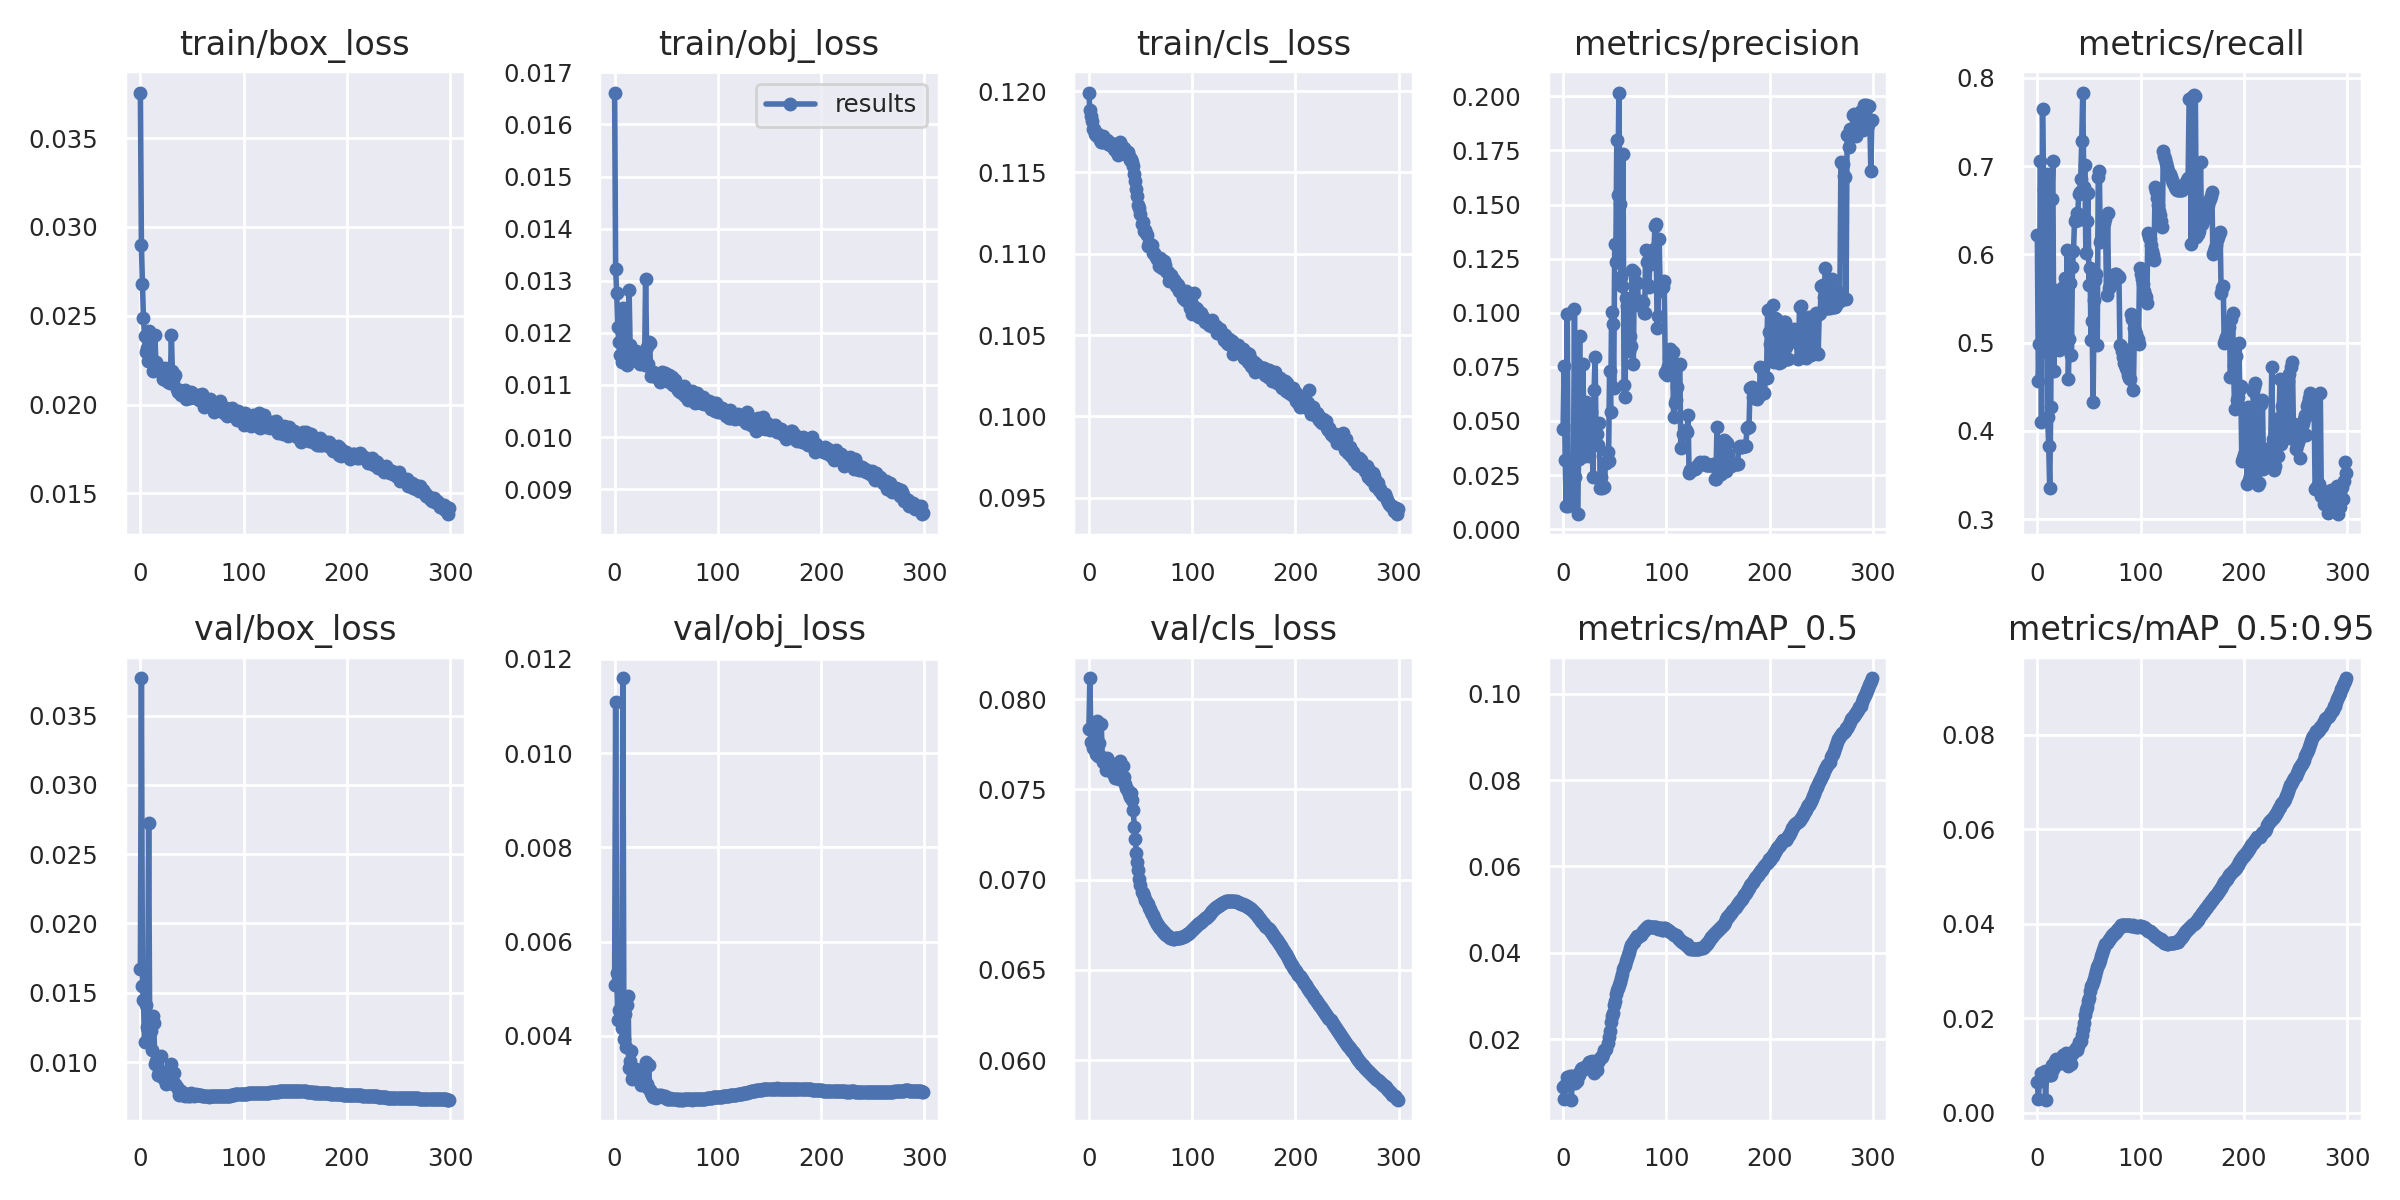 train/box_loss
0.035
0.030
0.025
0.020
0.015
0 100 200 300
train/obj_loss
results
0.017
0.016
0.015
0.014
0.013
0.012
0.011
0.010
0.009
0 100 200 300
train/cls_loss
0.120
0.115
0.110
0.105
0.100
0.095
0 100 200 300
metrics/precision
0.200
0.175
0.150
0.125
0.100
0.075
0.050
0.025
0.000
0 100 200 300
metrics/recall
0.8
0.7
0.6
0.5
0.4
0.3
0 100 200 300
val/box_loss
0.035
0.030
0.025
0.020
0.015
0.010
0 100 200 300
val/obj_loss
0.012
0.010
0.008
0.006
0.004
0 100 200 300
val/cls_loss
0.080
0.075
0.070
0.065
0.060
0 100 200 300
metrics/mAP_0.5
0.10
0.08
0.06
0.04
0.02
0 100 200 300
metrics/mAP_0.5:0.95
0.08
0.06
0.04
0.02
0.00
0 100 200 300